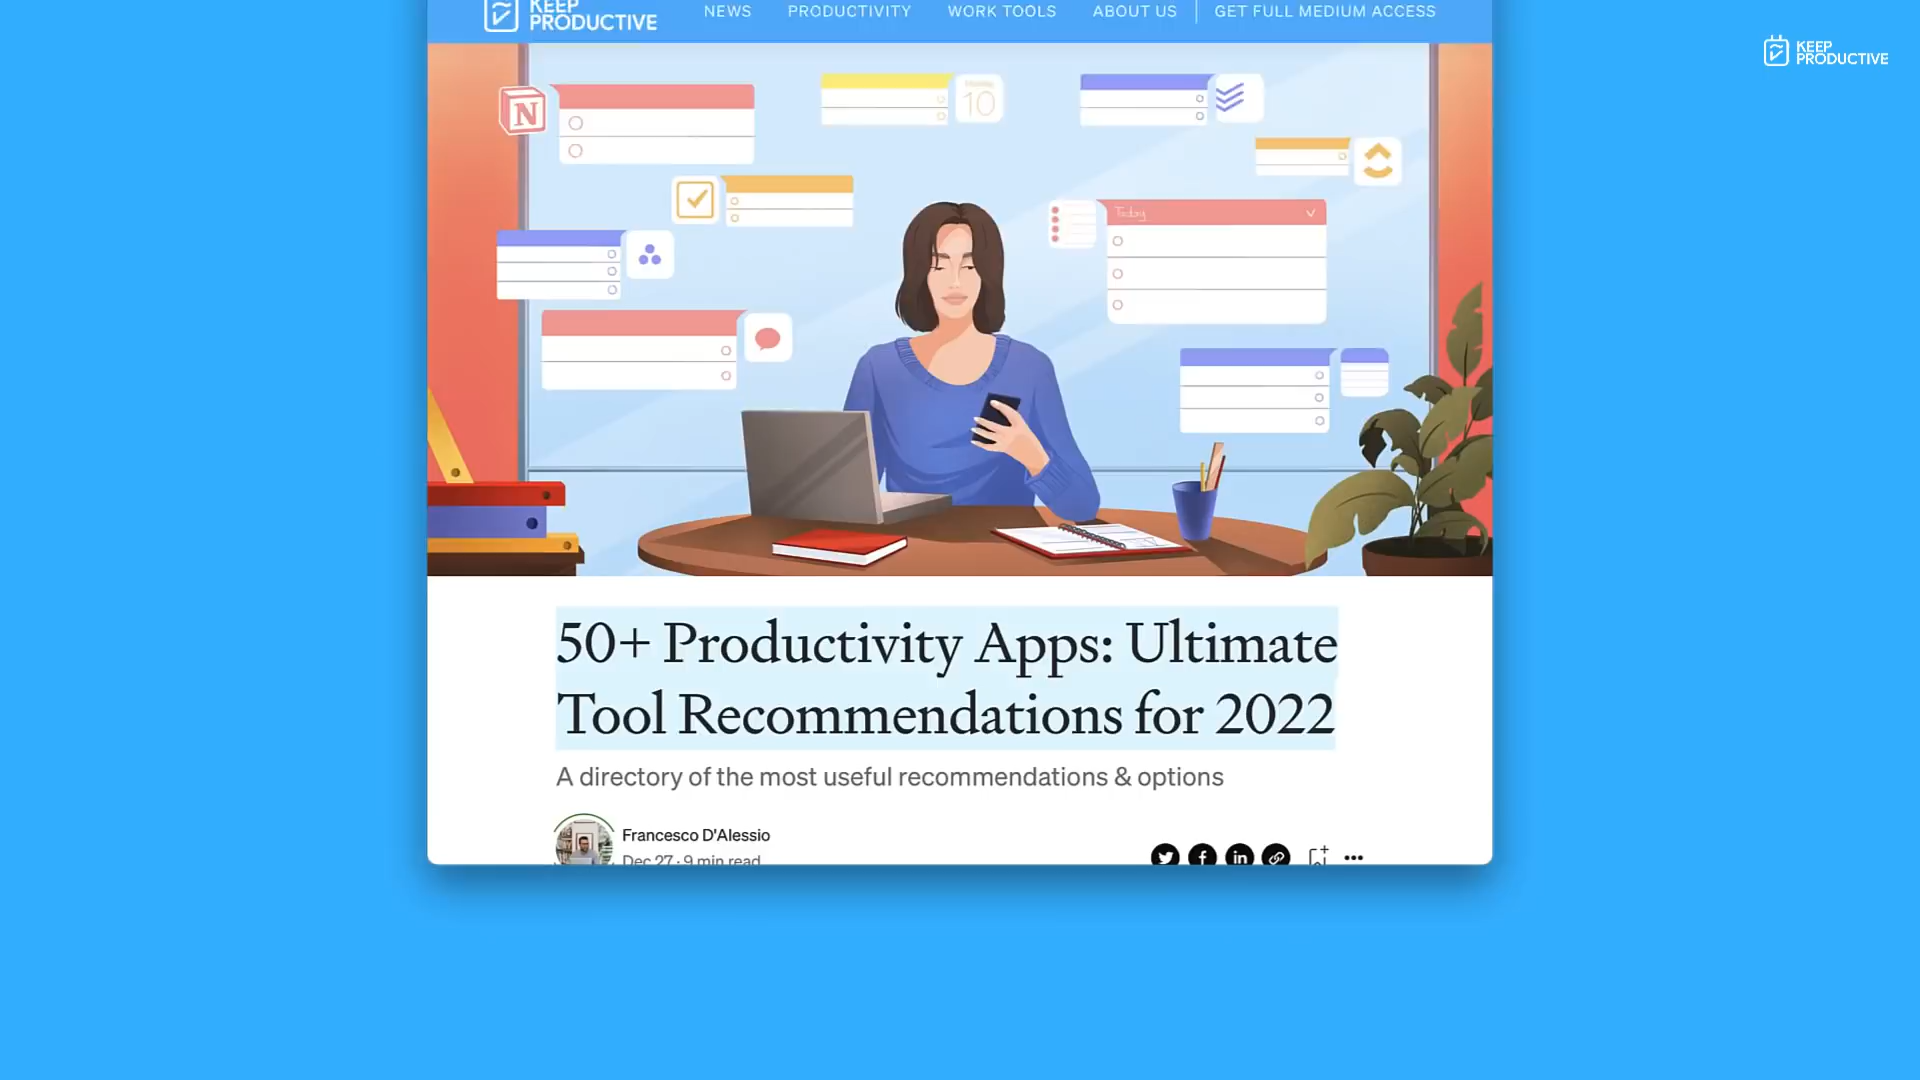 KEEP
PRODUCTIVE
NEWS
PRODUCTIVITY
WORK TOOLS
ABOUT US
GET FULL MEDIUM ACCESS
KEEP
PRODUCTIVE
N
10
Today
50+ Productivity Apps: Ultimate
Tool Recommendations for 2022
A directory of the most useful recommendations & options
Francesco D'Alessio
Dec 27 · 9 min read